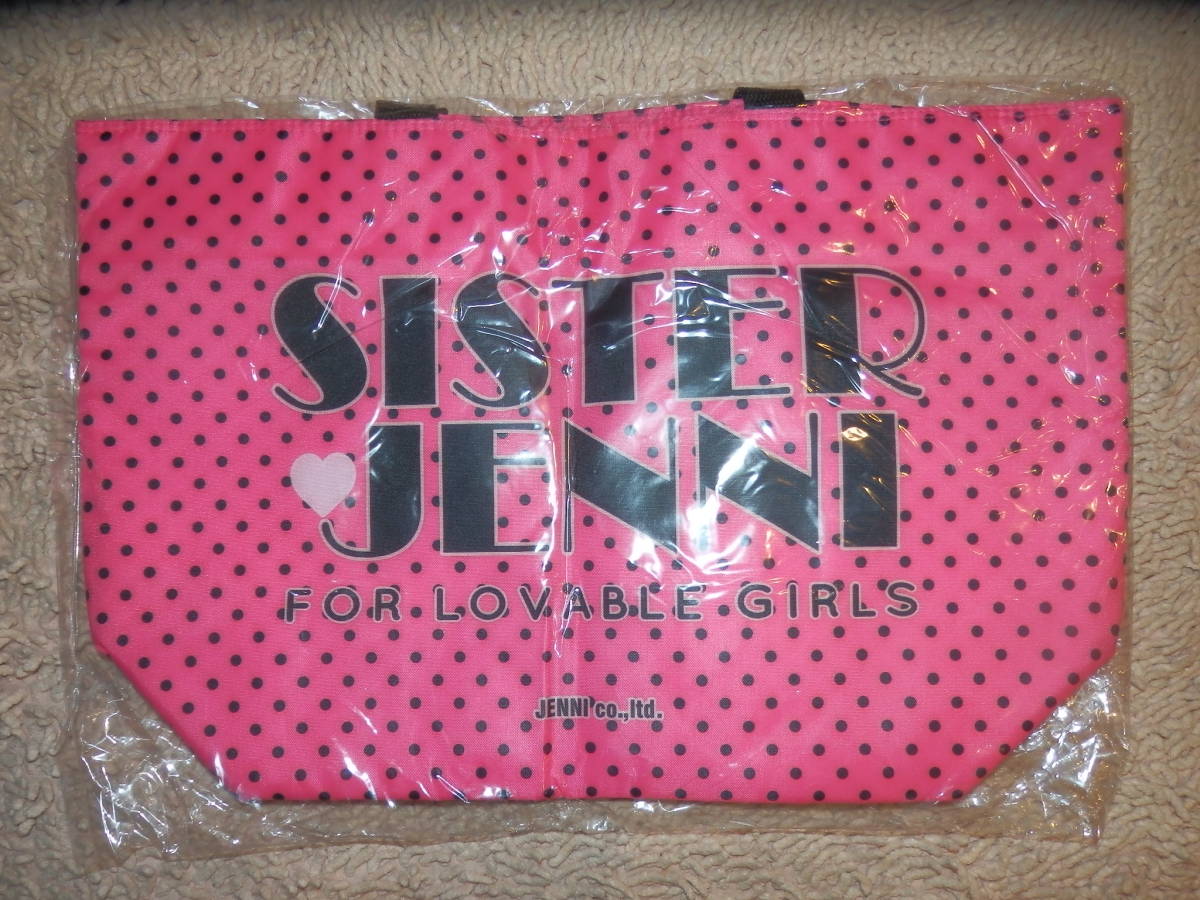 SISTER
JENNI
FOR LOVABLE GIRLS
JENNI co.,ltd.